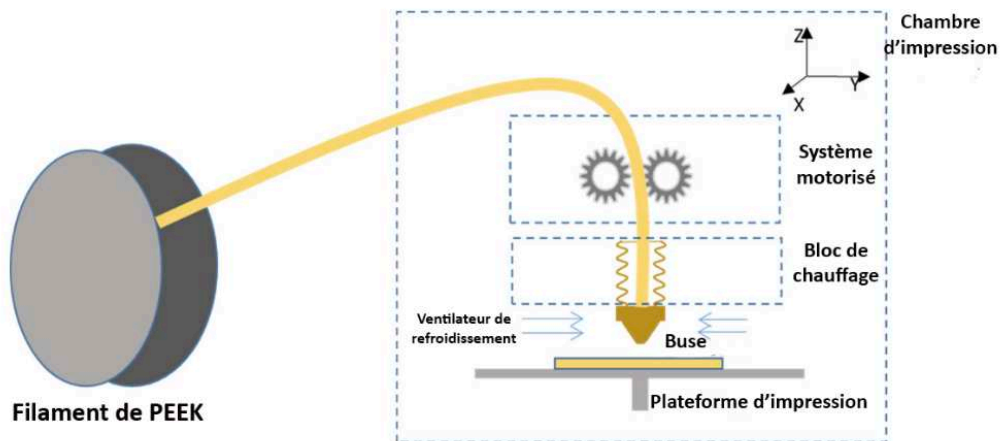 Chambre
d'impression
Z
Y
X
Système
motorisé
Bloc de
chauffage
Ventilateur de
refroidissement
Buse
Plateforme d'impression
Filament de PEEK